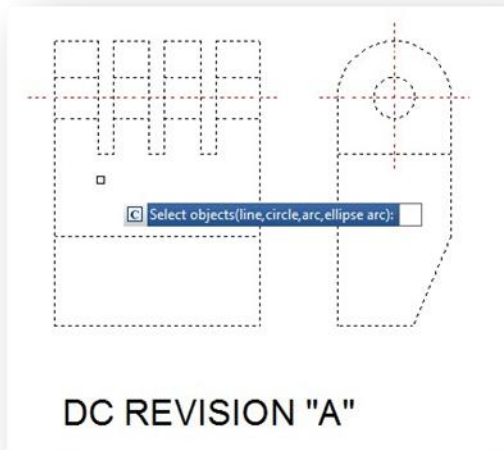 C Select objects(line,circle,arc,ellipse arc):
DC REVISION "A"